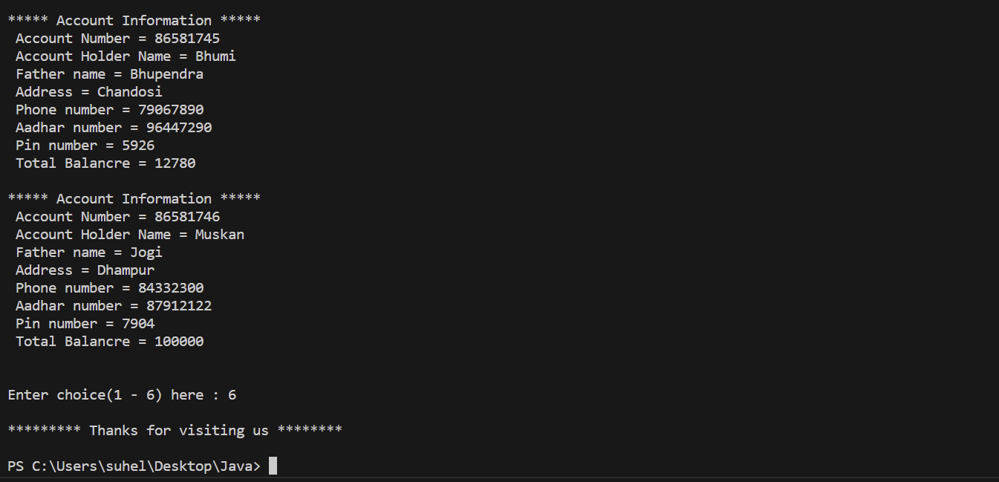 ***** Account Information *****
Account Number = 86581745
Account Holder Name = Bhumi
Father name = Bhupendra
Address = Chandosi
Phone number = 79067890
Aadhar number = 96447290
Pin number = 5926
Total Balancre = 12780
***** Account Information *****
Account Number = 86581746
Account Holder Name = Muskan
Father name = Jogi
Address = Dhampur
Phone number = 84332300
Aadhar number = 87912122
Pin number = 7904
Total Balancre = 100000
Enter choice(1 - 6) here : 6
********* Thanks for visiting us ********
PS C:\Users\suhel\Desktop\Java>